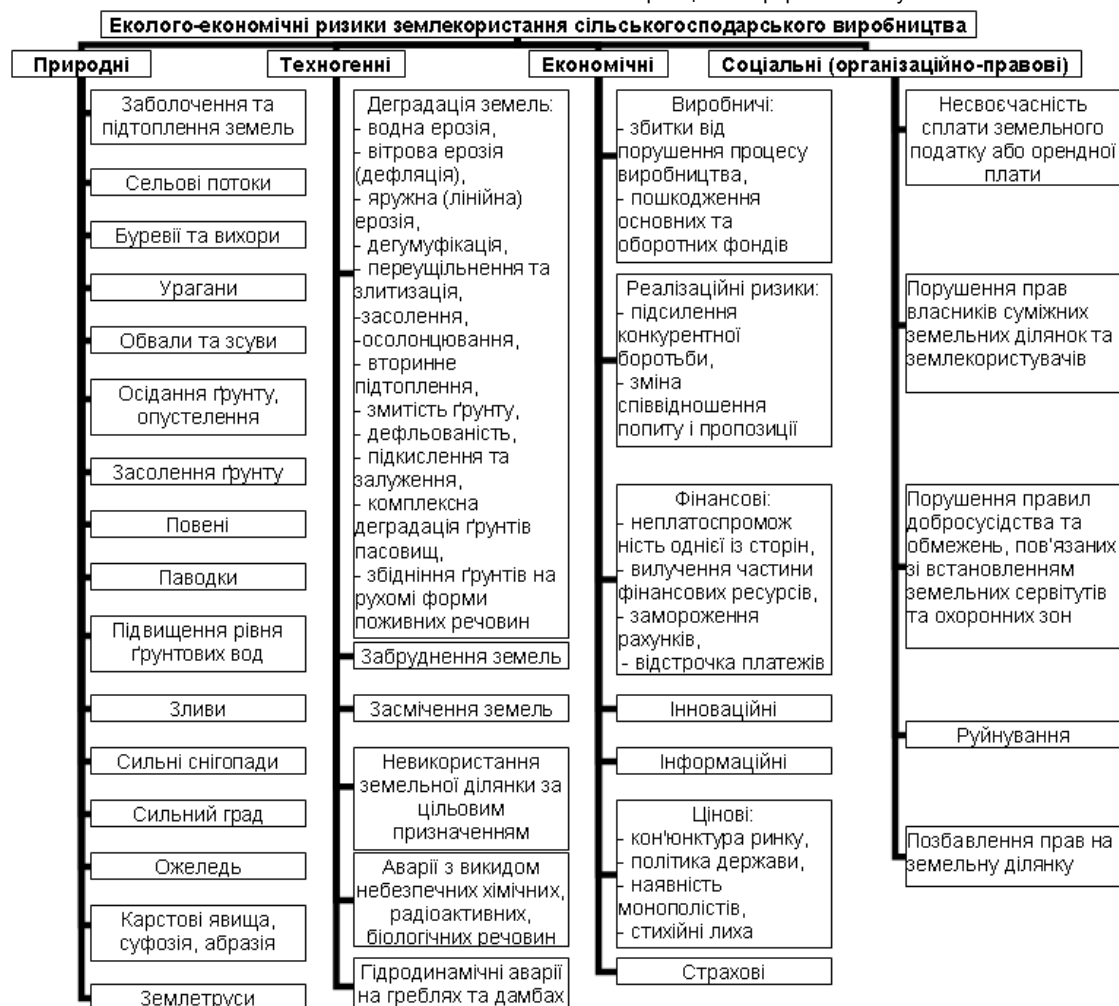 Еколого-економічні ризики землекористання сільськогосподарського виробництва
Природні
Заболочення та
підтоплення земель
Сельові потоки
Буревії та вихори
Урагани
Обвали та зсуви
Осідання ґрунту,
опустелення
Засолення ґрунту
Повені
Паводки
Підвищення рівня
ґрунтових вод
Зливи
Сильні снігопади
Сильний град
Ожеледь
Карстові явища,
суфозія, абразія
Землетруси
Техногенні
Деградація земель:
- водна ерозія,
- вітрова ерозія
(дефляція),
- яружна (лінійна)
ерозія,
- дегумуфікація,
- переущільнення та
злитизація,
-засолення,
-осолонцювання,
- вторинне
підтоплення,
- змитість ґрунту,
- дефльованість,
- підкислення та
залуження,
- комплексна
деградація ґрунтів
пасовищ,
- збідніння ґрунтів на
рухомі форми
поживних речовин
Забруднення земель
Засмічення земель
Невикористання
земельної ділянки за
цільовим
призначенням
Аварії з викидом
небезпечних хімічних,
радіоактивних,
біологічних речовин
Гідродинамічні аварії
на греблях та дамбах
Економічні
Виробничі:
- збитки від
порушення процесу
виробництва,
- пошкодження
основних та
оборотних фондів
Реалізаційні ризики:
- підсилення
конкурентної
боротьби,
- зміна
співвідношення
попиту і пропозиції
Фінансові:
- неплатоспромож
ність однієї із сторін,
- вилучення частини
фінансових ресурсів,
- замороження
рахунків,
- відстрочка платежів
Інноваційні
Інформаційні
Цінові:
- кон'юнктура ринку,
- політика держави,
- наявність
монополістів,
- стихійні лиха
Страхові
Соціальні (організаційно-правові)
Несвоєчасність
сплати земельного
податку або орендної
плати
Порушення прав
власників суміжних
земельних ділянок та
землекористувачів
Порушення правил
добросусідства та
обмежень, пов'язаних
зі встановленням
земельних сервітутів
та охоронних зон
Руйнування
Позбавлення прав на
земельну ділянку